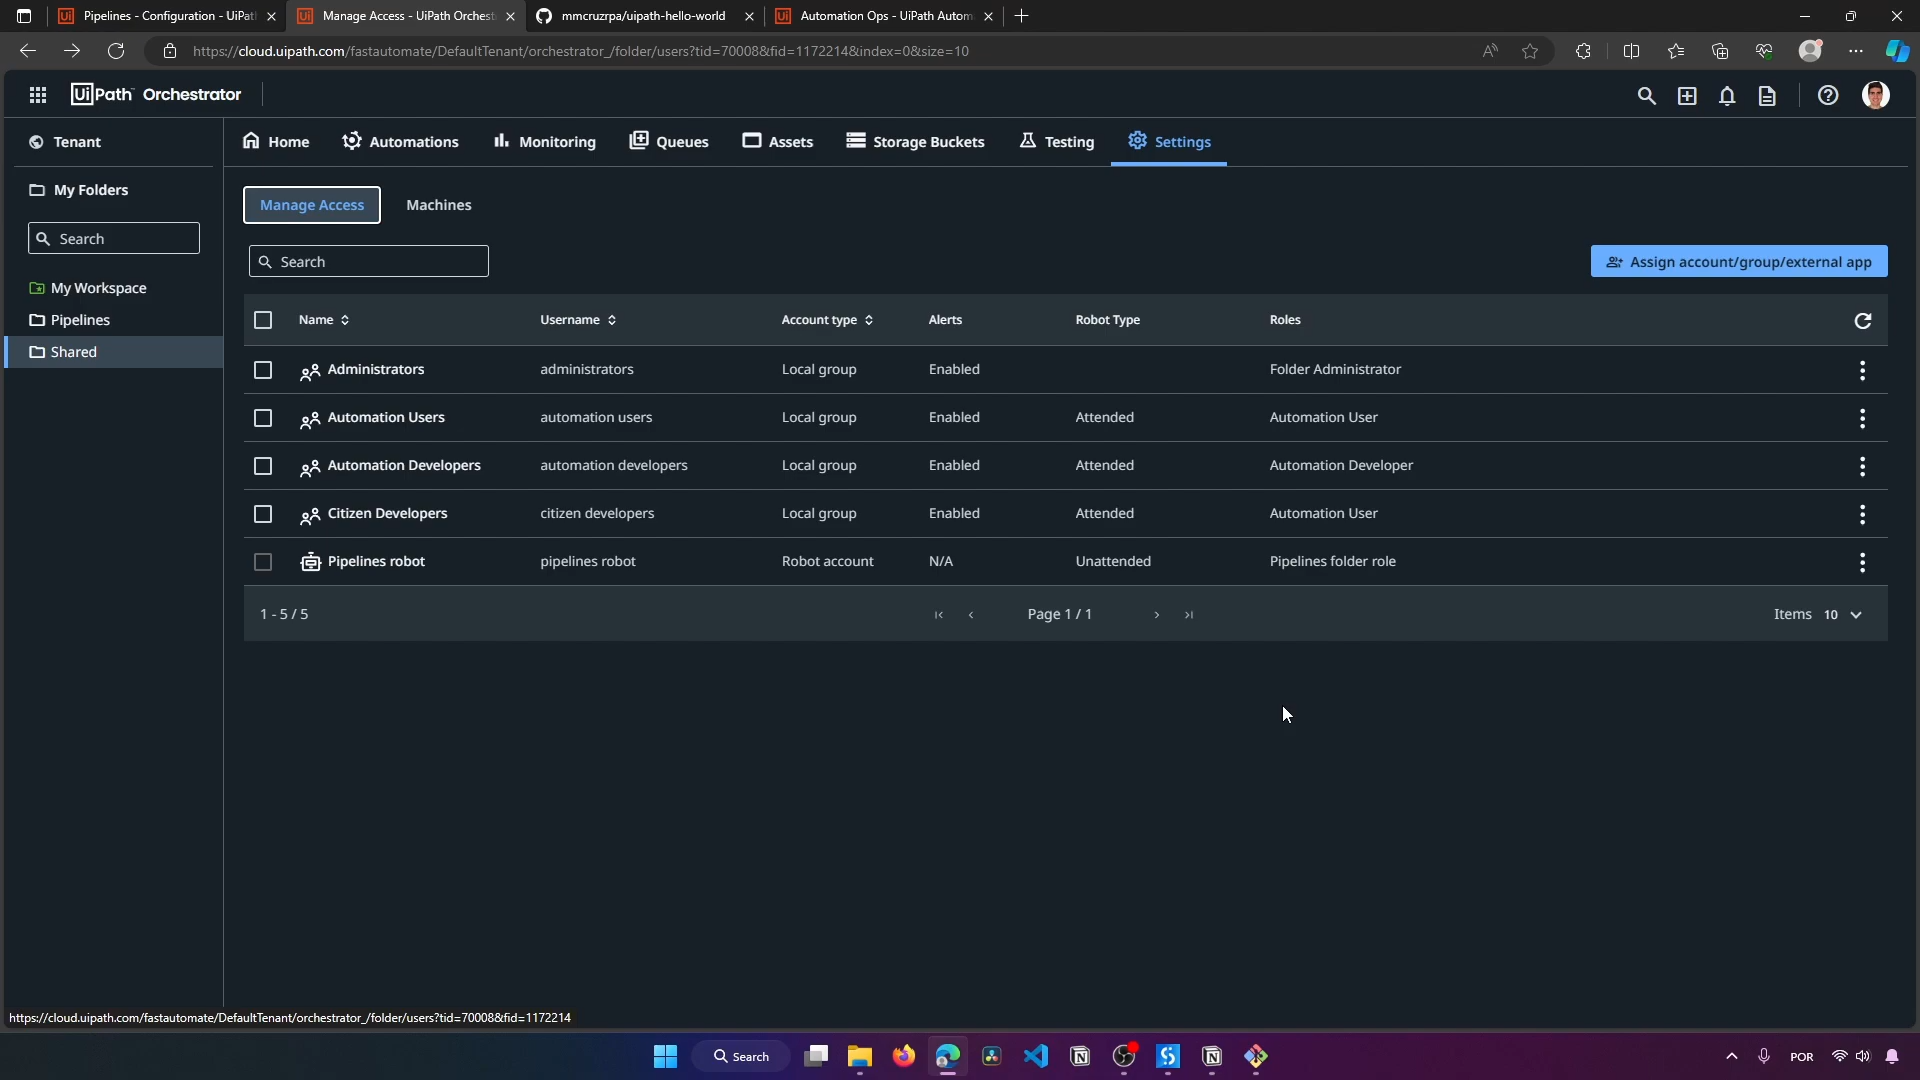 Pipelines - Configuration - UiPat
Manage Access - UiPath Orchest
mmcruzrpa/uipath-hello-world
Automation Ops - UiPath Autom
https://cloud.uipath.com/fastautomate/DefaultTenant/orchestrator_/folder/users?tid=70008&fid=1172214&index=0&size=10
UiPath Orchestrator
Tenant
Home
Automations
Monitoring
Queues
Assets
Storage Buckets
Testing
Settings
My Folders
Search
My Workspace
Pipelines
Shared
Manage Access
Machines
Search
Assign account/group/external app
Name Username Account type Alerts Robot Type Roles
Administrators administrators Local group Enabled Folder Administrator
Automation Users automation users Local group Enabled Attended Automation User
Automation Developers automation developers Local group Enabled Attended Automation Developer
Citizen Developers citizen developers Local group Enabled Attended Automation User
Pipelines robot pipelines robot Robot account N/A Unattended Pipelines folder role
1 - 5 / 5 Page 1 / 1 Items 10
https://cloud.uipath.com/fastautomate/DefaultTenant/orchestrator_/folder/users?tid=70008&fid=1172214
Search
POR